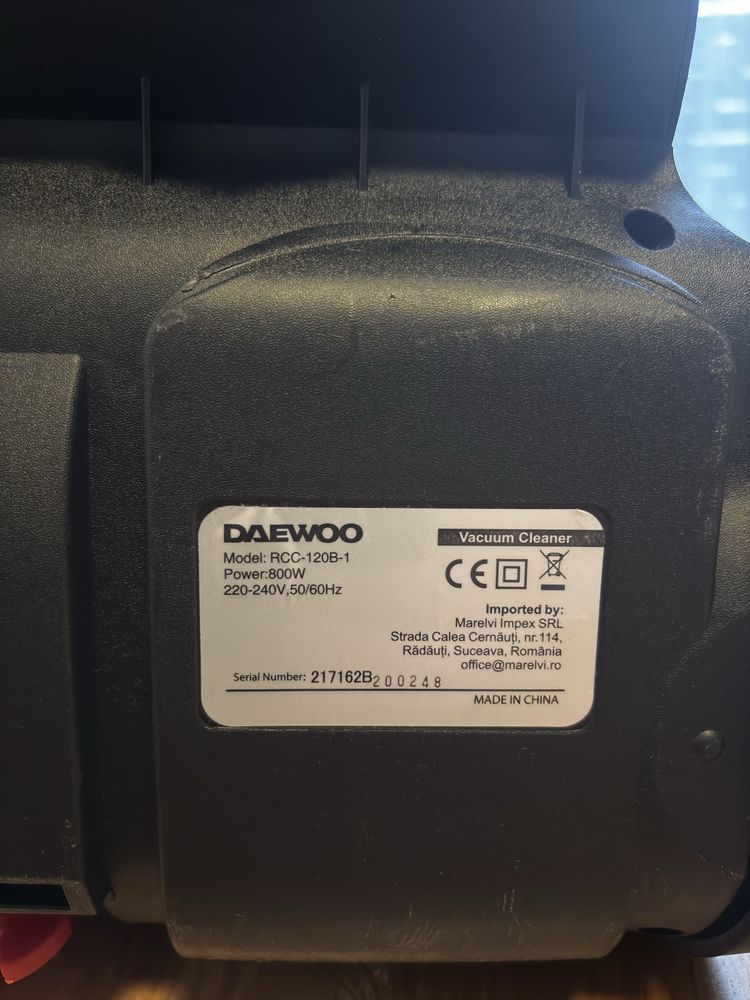 DAEWOO
Vacuum Cleaner
Model: RCC-120B-1
Power:800W
220-240V,50/60Hz
CE
Imported by:
Marelvi Impex SRL
Strada Calea Cernăuți, nr.114,
Rădăuți, Suceava, România
office@marelvi.ro
Serial Number: 217162B200248
MADE IN CHINA